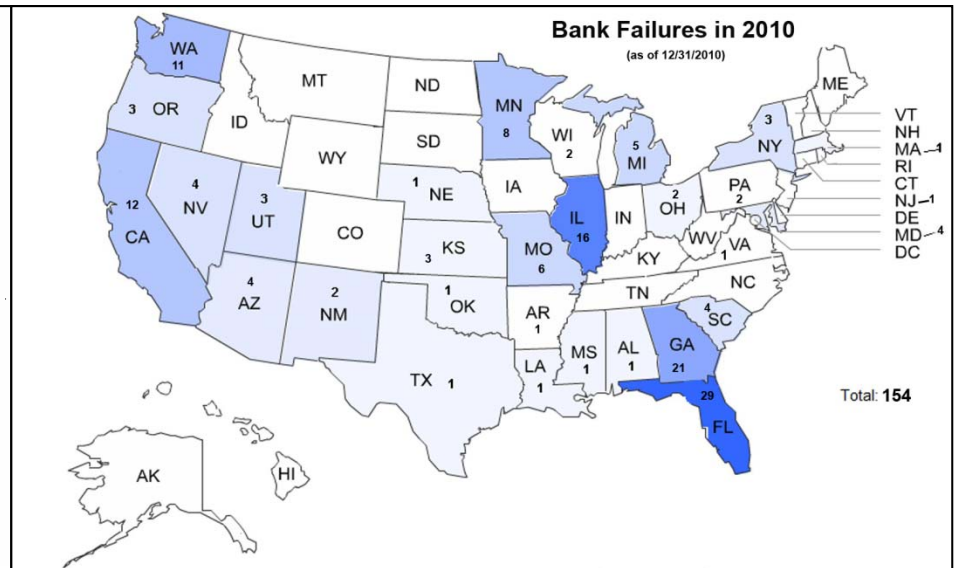 Bank Failures in 2010
(as of 12/31/2010)
WA
11
MT
ND
MN
8
ME
3 OR
ID
SD
WI
2
5
MI
3
NY
VT
NH
MA 1
RI
CT
NJ 1
DE
MD 4
DC
WY
1 NE
IA
PA
2
4
NV
3
UT
12
CA
CO
KS
3
MO
6
IL
16
IN
2
OH
WV
VA
1
KY
4
AZ
2
NM
1
OK
AR
1
TN
NC
4
SC
TX 1
LA
1
MS
1
AL
1
GA
21
29
FL
Total: 154
AK
HI